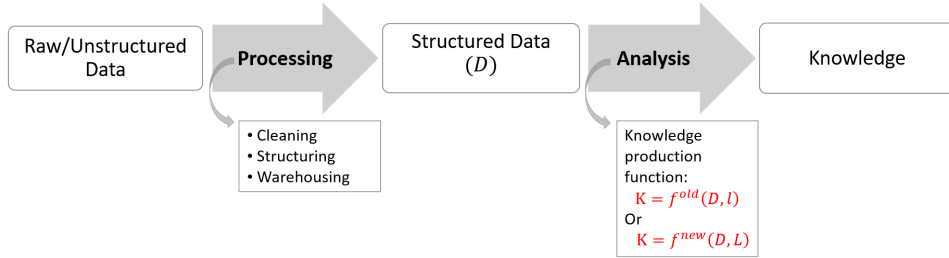 Raw/Unstructured
Data
Processing
Structured Data
(D)
Analysis
Knowledge
• Cleaning
• Structuring
• Warehousing
Knowledge
production
function:
K = f^{old}(D, l)
Or
K = f^{new}(D, L)